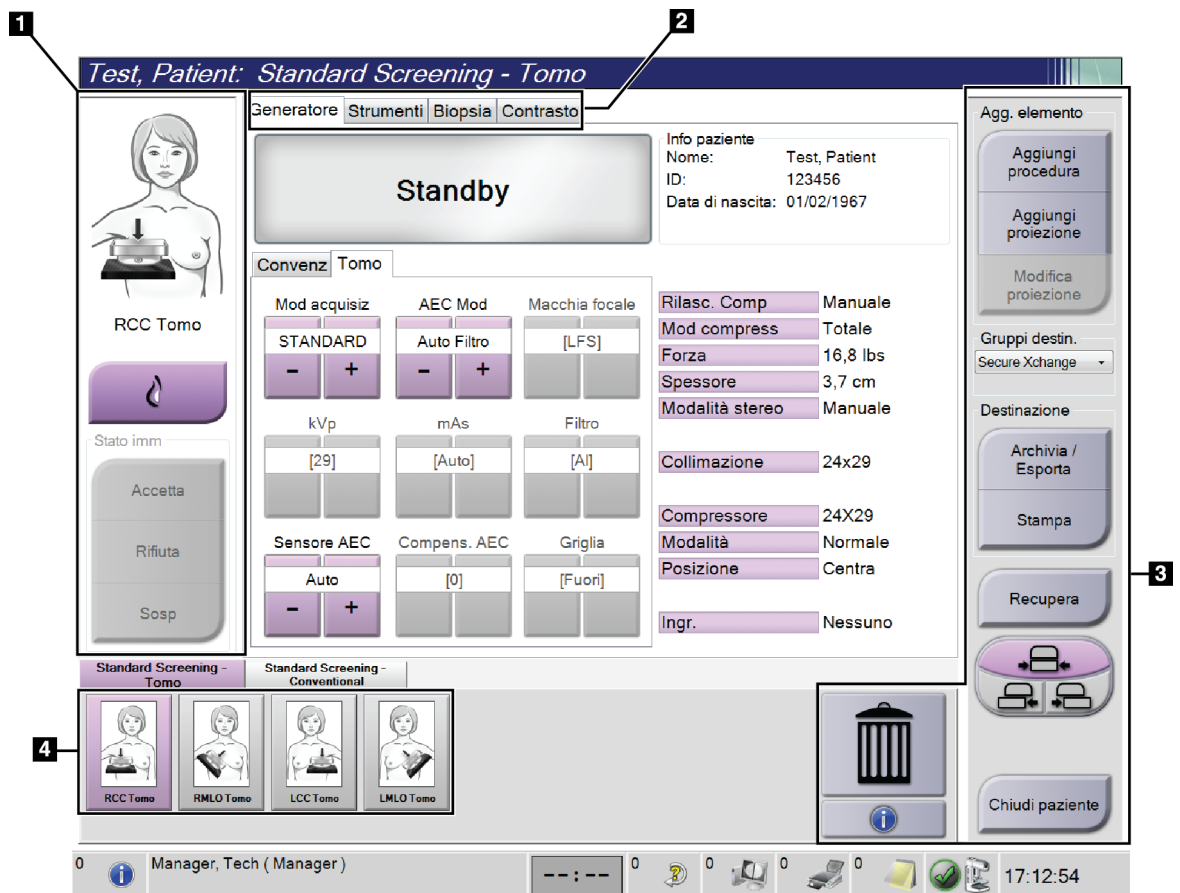 1
2
Test, Patient: Standard Screening - Tomo
Generatore Strumenti Biopsia Contrasto
Standby
Info paziente
Nome: Test, Patient
ID: 123456
Data di nascita: 01/02/1967
RCC Tomo
Stato imm
Accetta
Rifiuta
Sosp
Convenz Tomo
Mod acquisiz AEC Mod Macchia focale
STANDARD Auto Filtro [LFS]
- + - +
kVp mAs Filtro
[29] [Auto] [Al]
Sensore AEC Compens. AEC Griglia
Auto [0] [Fuori]
- +
Rilasc. Comp Manuale
Mod compress Totale
Forza 16,8 lbs
Spessore 3,7 cm
Modalità stereo Manuale
Collimazione 24x29
Compressore 24X29
Modalità Normale
Posizione Centra
Ingr. Nessuno
Agg. elemento
Aggiungi
procedura
Aggiungi
proiezione
Modifica
proiezione
Gruppi destin.
Secure Xchange
Destinazione
Archivia /
Esporta
Stampa
3
Recupera
Chiudi paziente
Standard Screening -
Tomo
Standard Screening -
Conventional
4
RCC Tomo RMLO Tomo LCC Tomo LMLO Tomo
0 Manager, Tech ( Manager ) --:-- 0 0 0 0 17:12:54